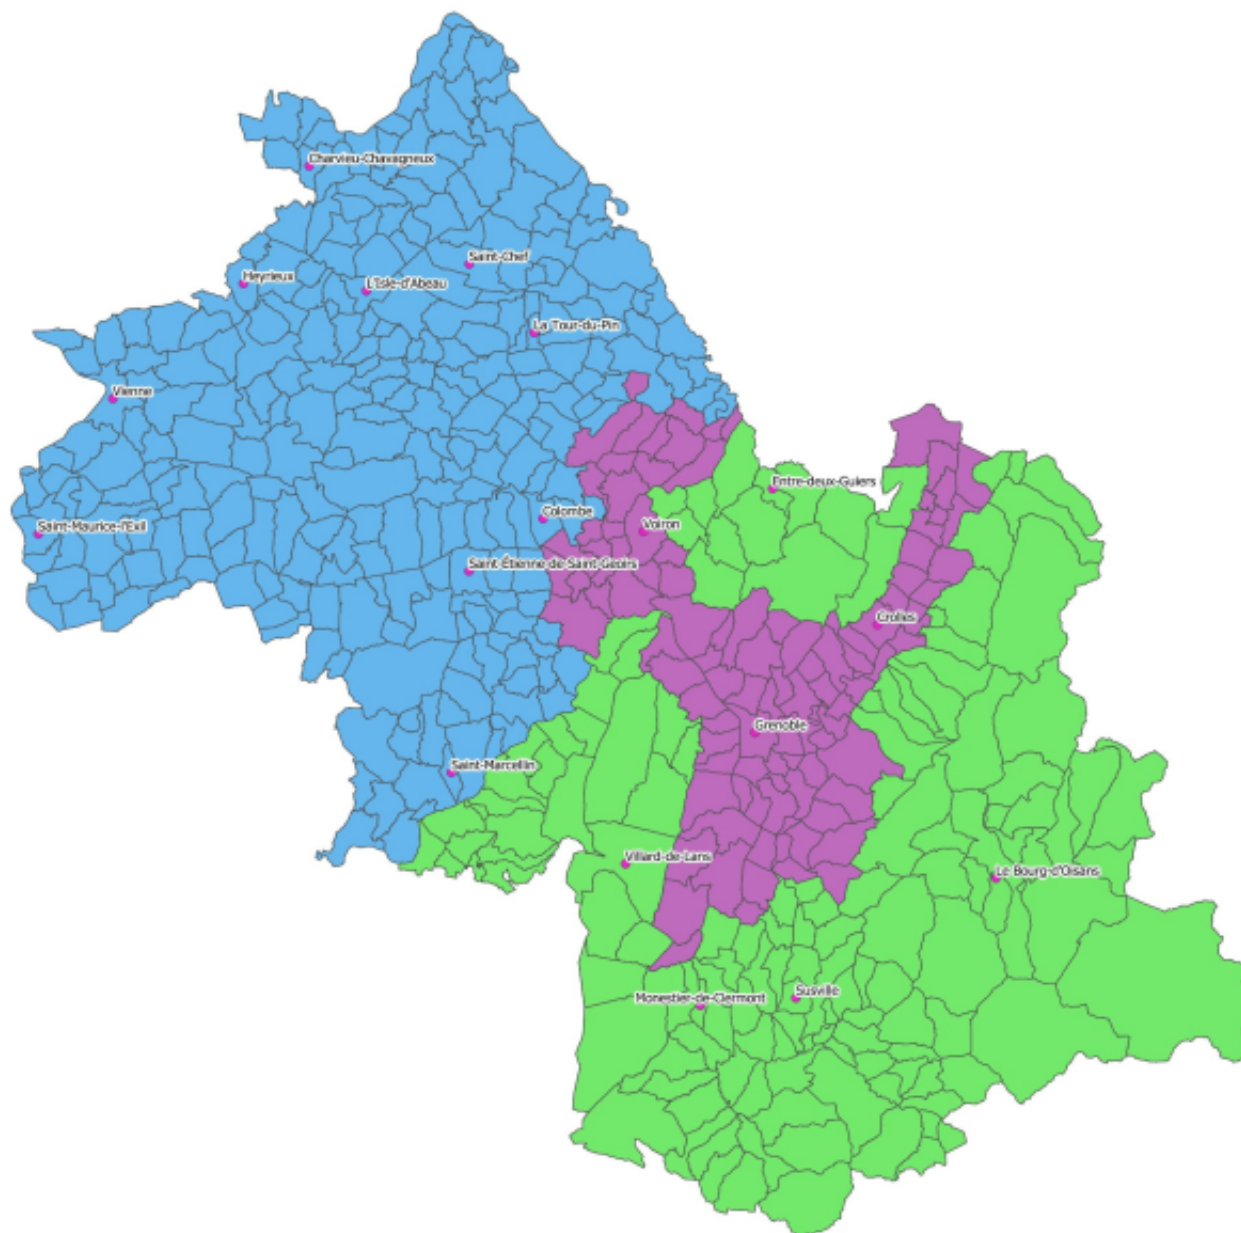 Charvieu-Chavagneux
Saint-Chef
Heyrieux
L'Isle-d'Abeau
La Tour-du-Pin
Vienne
Entre-deux-Guiers
Colombe
Saint-Maurice-l'Exil
Voiron
Saint-Étienne de Saint-Geoirs
Crolles
Grenoble
Saint-Marcellin
Villard-de-Lans
Le Bourg-d'Oisans
Monestier-de-Clermont
Susville